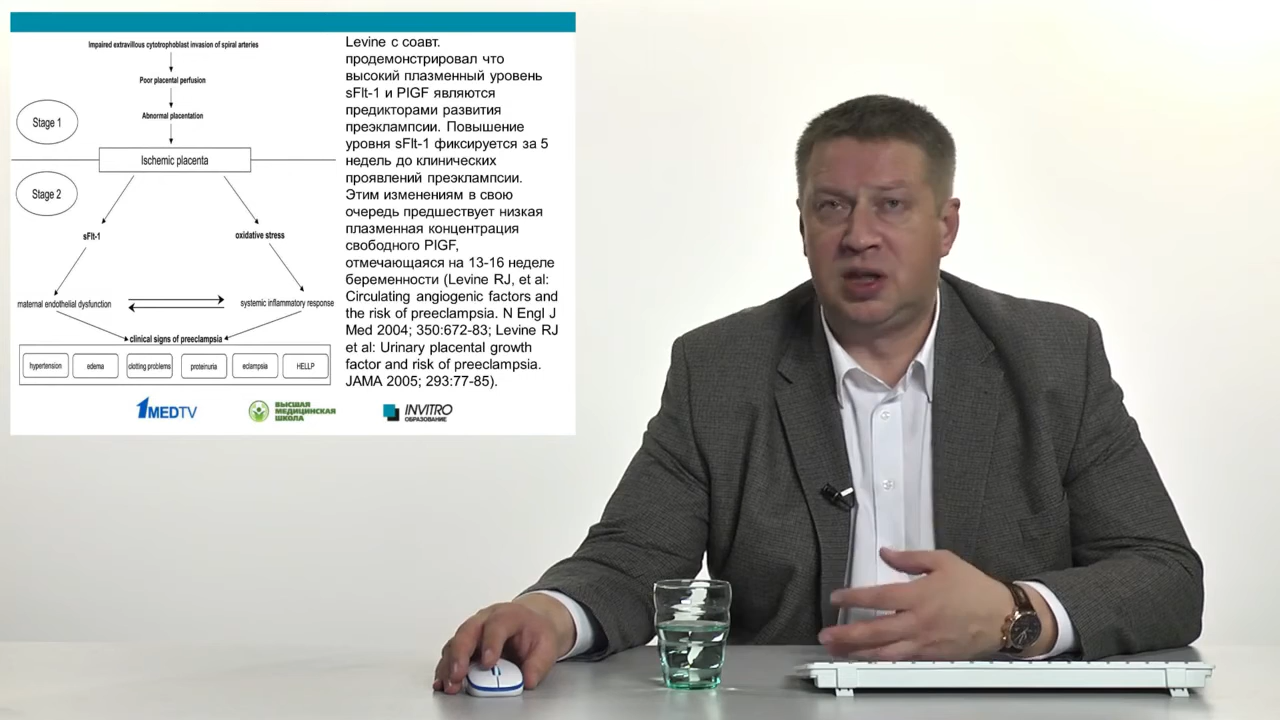 Impaired extravillous cytotrophoblast invasion of spiral arteries
Poor placental perfusion
Abnormal placentation
Stage 1
Ischemic placenta
Stage 2
sFlt-1
oxidative stress
maternal endothelial dysfunction
systemic inflammatory response
clinical signs of preeclampsia
hypertension
edema
clotting problems
proteinuria
eclampsia
HELLP
Levine с соавт.
продемонстрировал что
высокий плазменный уровень
sFlt-1 и PlGF являются
предикторами развития
преэклампсии. Повышение
уровня sFlt-1 фиксируется за 5
недель до клинических
проявлений преэклампсии.
Этим изменениям в свою
очередь предшествует низкая
плазменная концентрация
свободного PlGF,
отмечающаяся на 13-16 неделе
беременности (Levine RJ, et al:
Circulating angiogenic factors and
the risk of preeclampsia. N Engl J
Med 2004; 350:672-83; Levine RJ
et al: Urinary placental growth
factor and risk of preeclampsia.
JAMA 2005; 293:77-85).
1MEDTV
ВЫСШАЯ
МЕДИЦИНСКАЯ
ШКОЛА
INVITRO
ОБРАЗОВАНИЕ